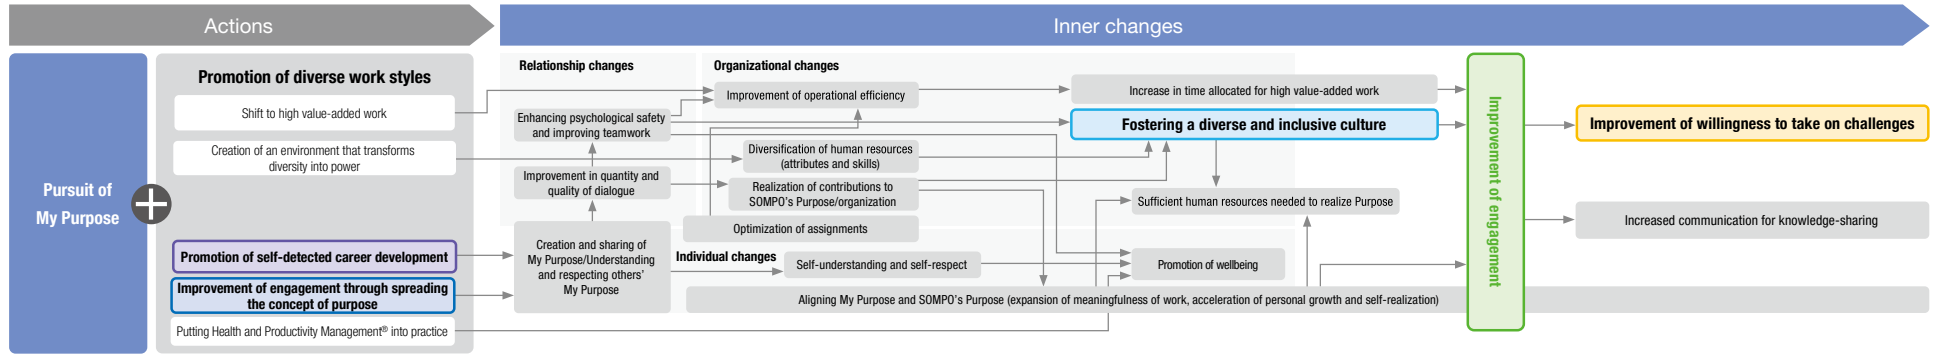 Actions
Inner changes
Pursuit of
My Purpose
Promotion of diverse work styles
Shift to high value-added work
Creation of an environment that transforms
diversity into power
Promotion of self-detected career development
Improvement of engagement through spreading
the concept of purpose
Putting Health and Productivity Management® into practice
Relationship changes
Enhancing psychological safety
and improving teamwork
Improvement in quantity and
quality of dialogue
Creation and sharing of
My Purpose/Understanding
and respecting others'
My Purpose
Organizational changes
Improvement of operational efficiency
Diversification of human resources
(attributes and skills)
Realization of contributions to
SOMPO's Purpose/organization
Optimization of assignments
Individual changes
Self-understanding and self-respect
Aligning My Purpose and SOMPO's Purpose (expansion of meaningfulness of work, acceleration of personal growth and self-realization)
Increase in time allocated for high value-added work
Fostering a diverse and inclusive culture
Sufficient human resources needed to realize Purpose
Promotion of wellbeing
Improvement of engagement
Improvement of willingness to take on challenges
Increased communication for knowledge-sharing